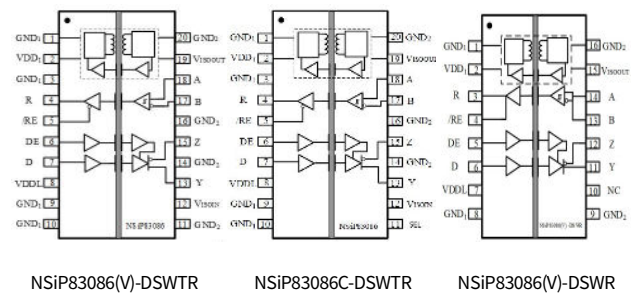 GND₁ 1 20 GND₂
VDD₁ 2 19 VISOOUT
GND₁ 3 18 A
R 4 17 B
/RE 5 16 GND₂
DE 6 15 Z
D 7 14 GND₂
VDDL 8 13 Y
GND₁ 9 12 VISOIN
GND₁ 10 11 GND₂
NSiP83086
NSiP83086(V)-DSWTR
GND₁ 1 20 GND₂
VDD₁ 2 19 VISOOUT
GND₁ 3 18 A
R 4 17 B
/RE 5 16 GND₂
DE 6 15 Z
D 7 14 GND₂
VDDL 8 13 Y
GND₁ 9 12 VISOIN
GND₁ 10 11 SEL
NSiP83086
NSiP83086C-DSWTR
GND₁ 1 16 GND₂
VDD₁ 2 15 VISOOUT
R 3 14 A
/RE 4 13 B
DE 5 12 Z
D 6 11 Y
VDDL 7 10 NC
GND₁ 8 9 GND₂
NSiP83086(V)-DSWR
NSiP83086(V)-DSWR